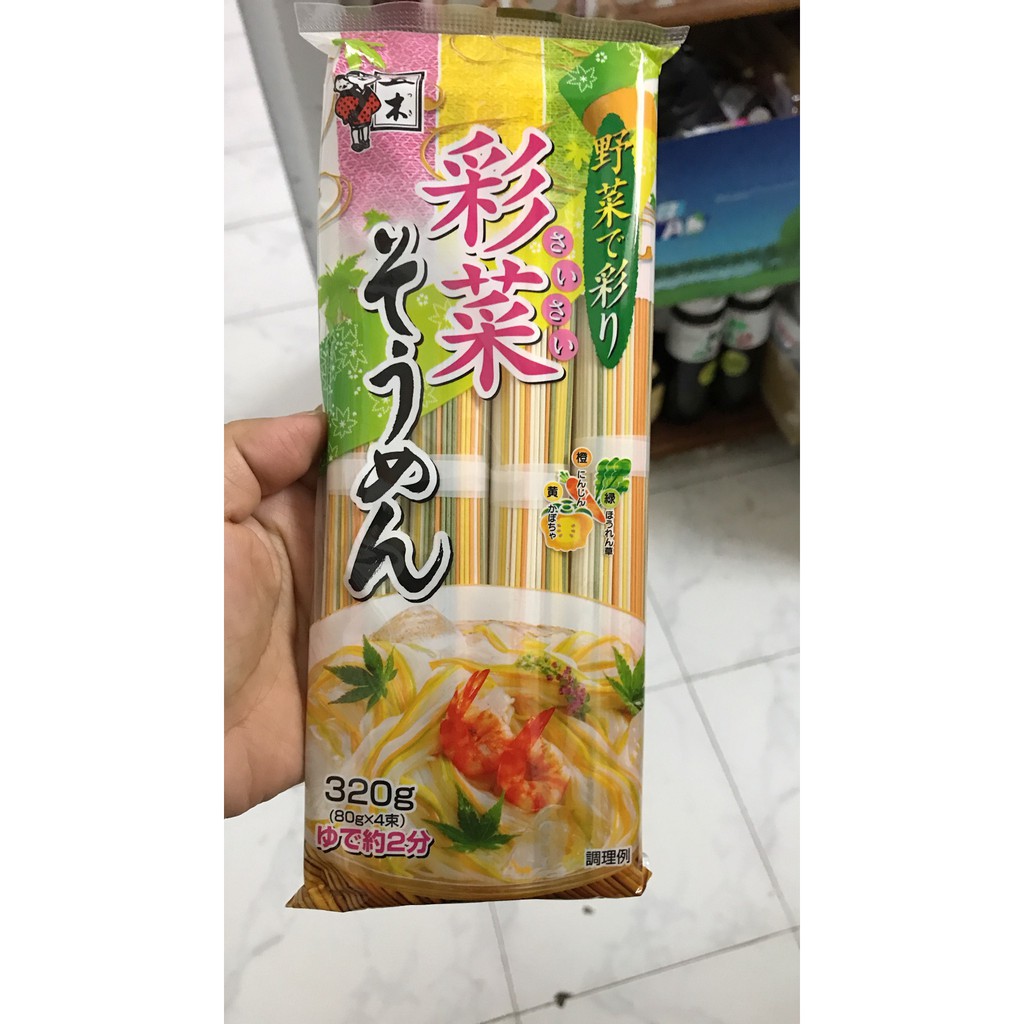 五木
野菜で彩り
彩菜
さいさい
そうめん
橙
にんじん
緑
ほうれん草
黄
かぼちゃ
320g
(80g×4束)
ゆで約2分
調理例